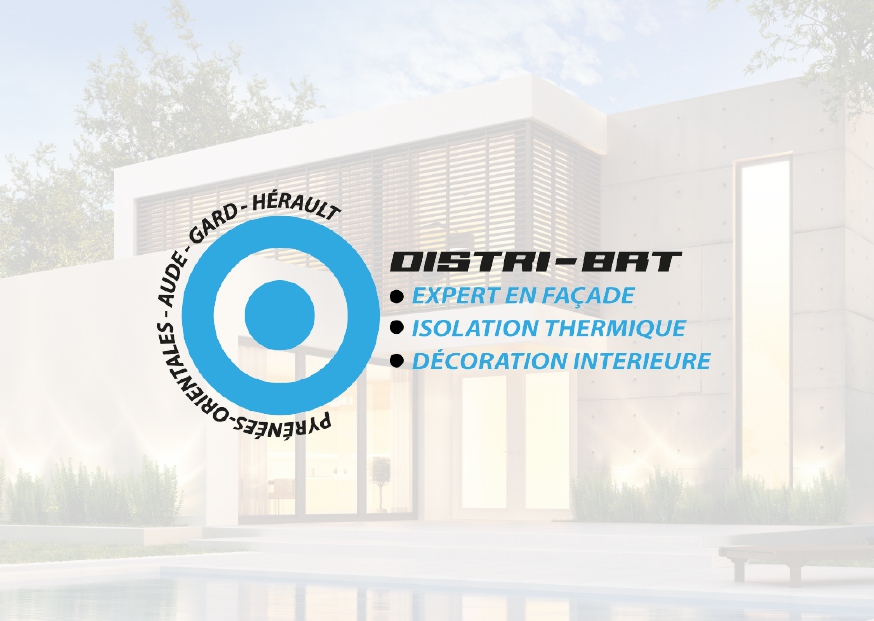 PYRÉNÉES-ORIENTALES - AUDE - GARD - HÉRAULT
DISTRI-BAT
EXPERT EN FAÇADE
ISOLATION THERMIQUE
DÉCORATION INTERIEURE